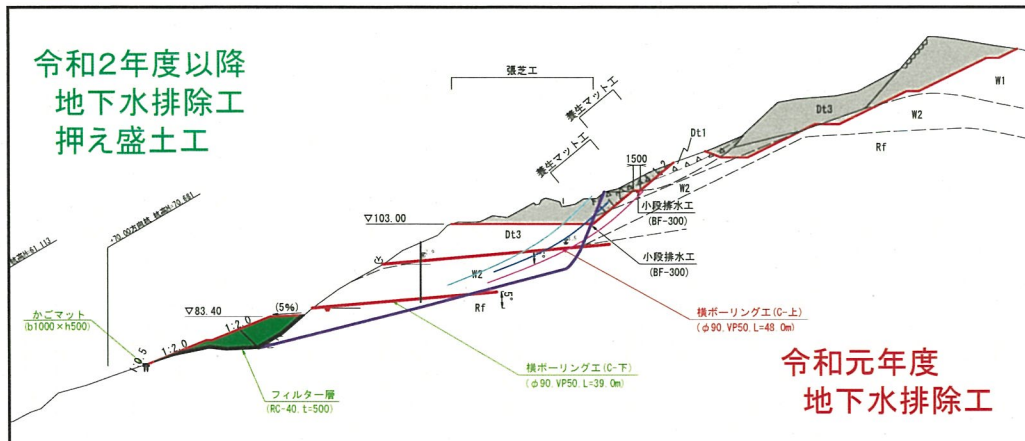 令和2年度以降
地下水排除工
押え盛土工
張芝工
養生マット工
養生マット工
1500
Dt1
Dt3
W1
W2
Rf
W2
1:2
小段排水工
(BF-300)
▽103.00
Dt3
小段排水工
(BF-300)
W2
Rf
5°
▽83.40
(5%)
1:2.0
1:2.0
1:0.5
かごマット
(b1000×h500)
フィルター層
(RC-40.t=500)
横ボーリング工(C-下)
(φ90.VP50.L=39.0m)
横ボーリング工(C-上)
(φ90.VP50.L=48.0m)
令和元年度
地下水排除工